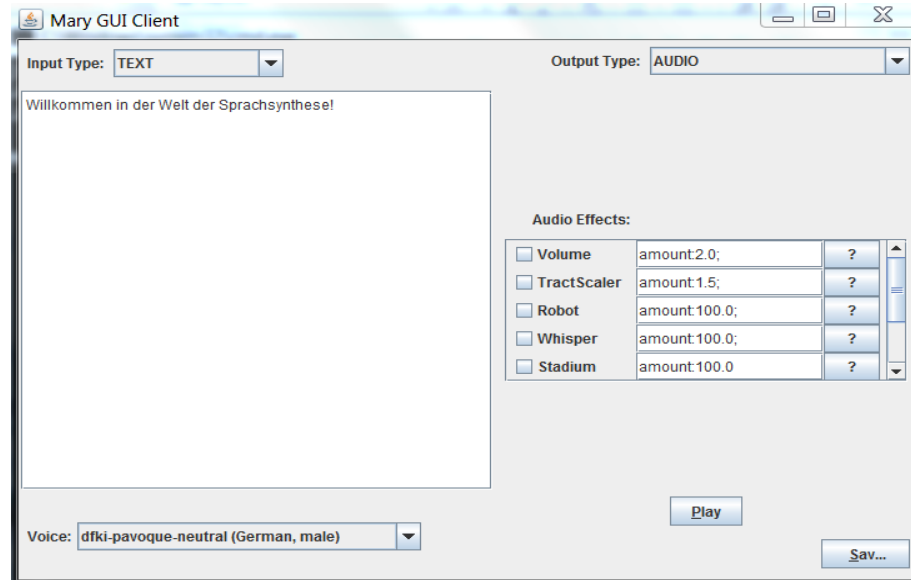 Mary GUI Client
Input Type: TEXT
Output Type: AUDIO
Willkommen in der Welt der Sprachsynthese!
Audio Effects:
Volume amount:2.0; ?
TractScaler amount:1.5; ?
Robot amount:100.0; ?
Whisper amount:100.0; ?
Stadium amount:100.0 ?
Play
Voice: dfki-pavoque-neutral (German, male)
Sav...